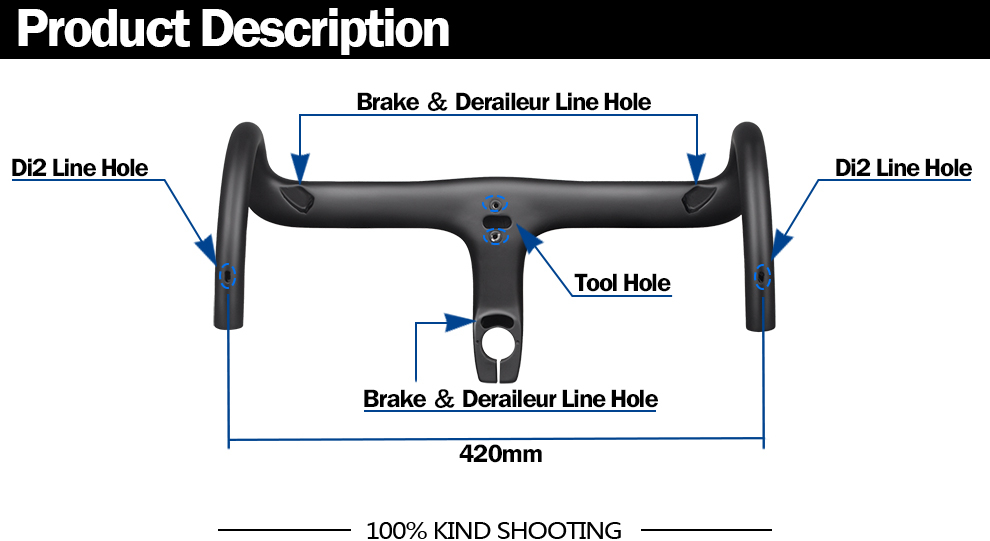 Product Description
Brake & Deraileur Line Hole
Di2 Line Hole
Di2 Line Hole
Tool Hole
Brake & Deraileur Line Hole
420mm
100% KIND SHOOTING